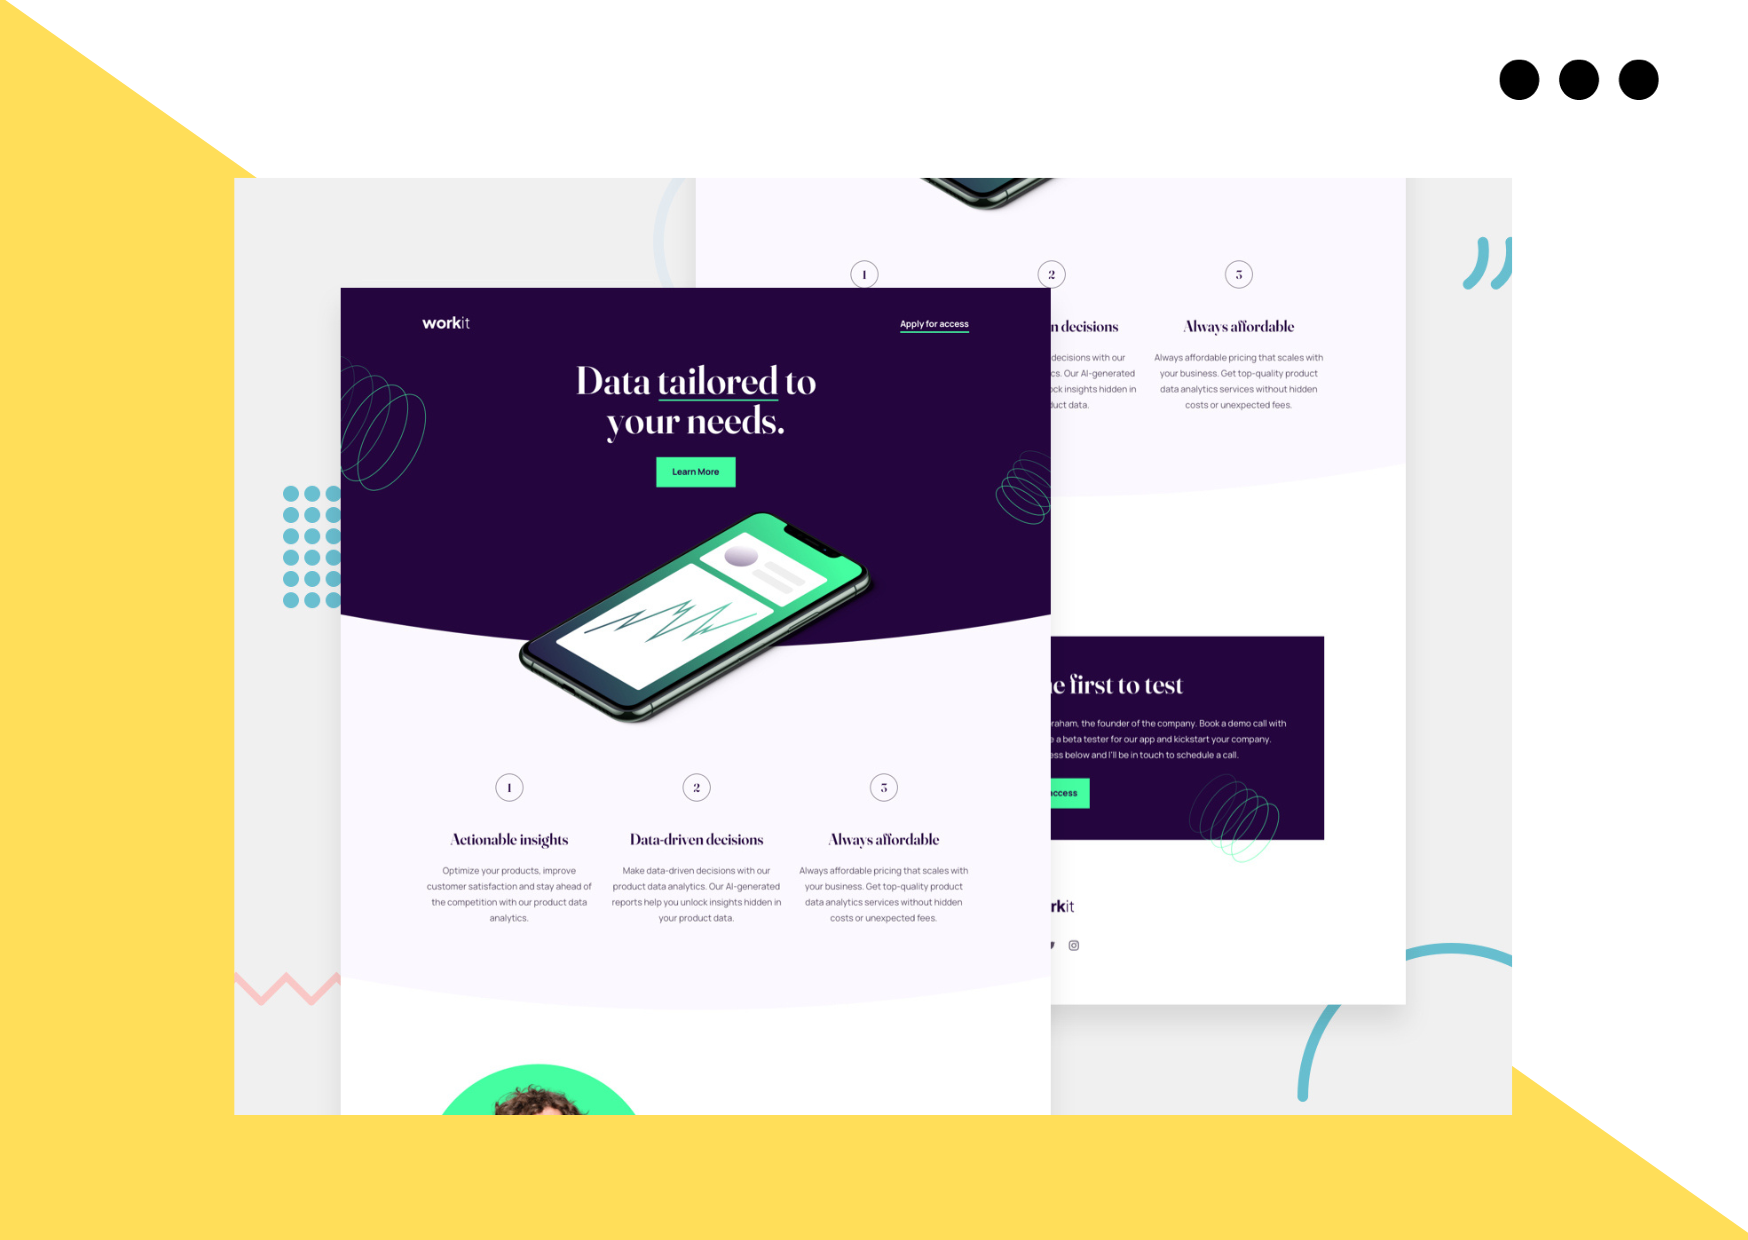 1
2
3
workit
Apply for access
Data tailored to
your needs.
Learn More
1
2
3
Actionable insights
Data-driven decisions
Always affordable
Optimize your products, improve
customer satisfaction and stay ahead of
the competition with our product data
analytics.
Make data-driven decisions with our
product data analytics. Our AI-generated
reports help you unlock insights hidden in
your product data.
Always affordable pricing that scales with
your business. Get top-quality product
data analytics services without hidden
costs or unexpected fees.
decisions
decisions with our
Our AI-generated
insights hidden in
data.
Always affordable
Always affordable pricing that scales with
your business. Get top-quality product
data analytics services without hidden
costs or unexpected fees.
first to test
the founder of the company. Book a demo call with
a beta tester for our app and kickstart your company.
below and I'll be in touch to schedule a call.
access
rkit